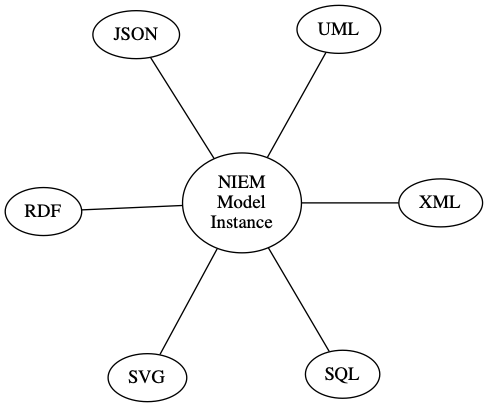 JSON
UML
NIEM
Model
Instance
RDF
XML
SVG
SQL